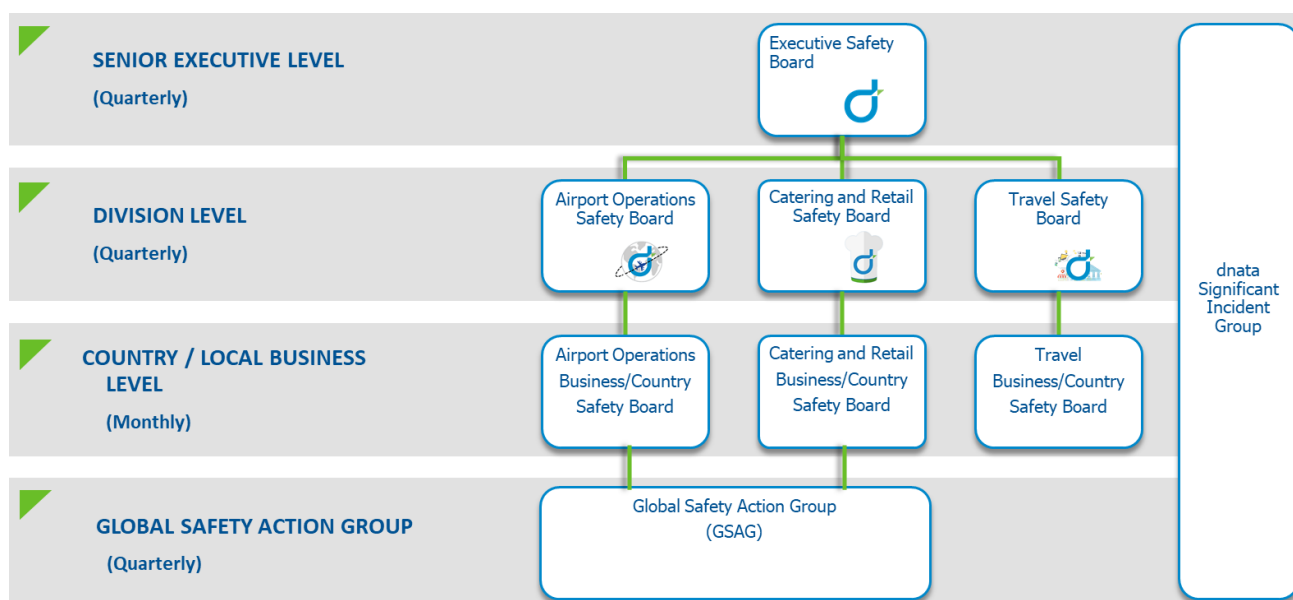 SENIOR EXECUTIVE LEVEL
(Quarterly)
Executive Safety
Board
DIVISION LEVEL
(Quarterly)
Airport Operations
Safety Board
Catering and Retail
Safety Board
Travel Safety
Board
COUNTRY / LOCAL BUSINESS
LEVEL
(Monthly)
Airport Operations
Business/Country
Safety Board
Catering and Retail
Business/Country
Safety Board
Travel
Business/Country
Safety Board
GLOBAL SAFETY ACTION GROUP
(Quarterly)
Global Safety Action Group
(GSAG)
dnata
Significant
Incident
Group